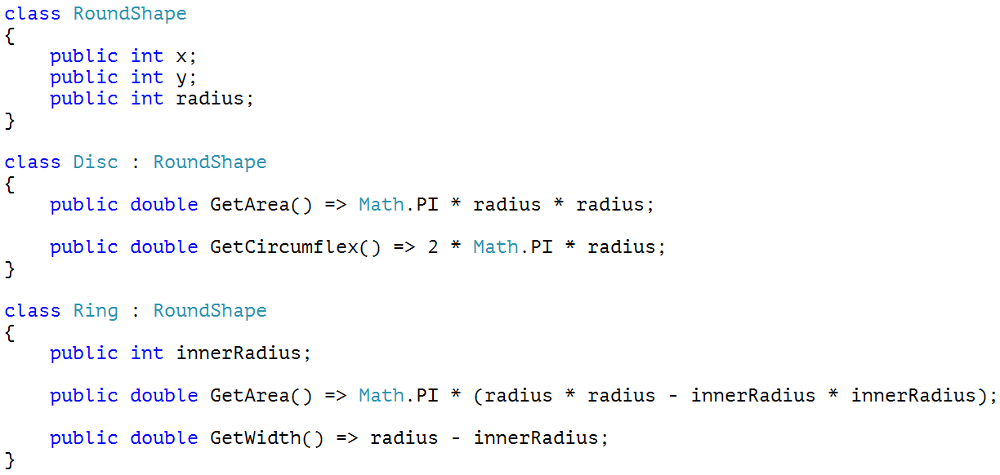 class RoundShape
{
    public int x;
    public int y;
    public int radius;
}

class Disc : RoundShape
{
    public double GetArea() => Math.PI * radius * radius;

    public double GetCircumflex() => 2 * Math.PI * radius;
}

class Ring : RoundShape
{
    public int innerRadius;

    public double GetArea() => Math.PI * (radius * radius - innerRadius * innerRadius);

    public double GetWidth() => radius - innerRadius;
}